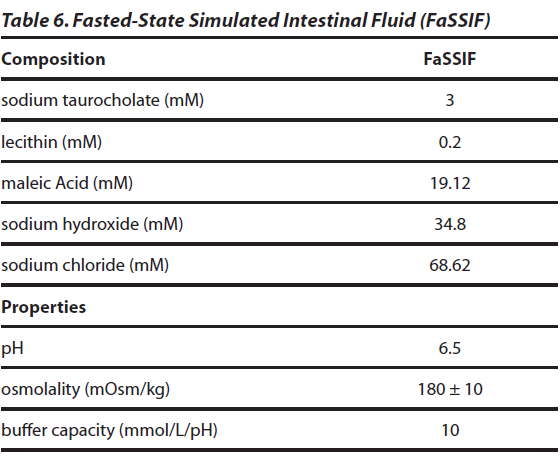 Table 6. Fasted-State Simulated Intestinal Fluid (FaSSIF)
Composition FaSSIF
sodium taurocholate (mM) 3
lecithin (mM) 0.2
maleic Acid (mM) 19.12
sodium hydroxide (mM) 34.8
sodium chloride (mM) 68.62
Properties
pH 6.5
osmolality (mOsm/kg) 180 ± 10
buffer capacity (mmol/L/pH) 10